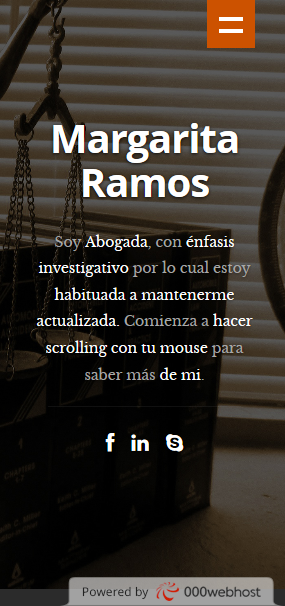 Margarita
Ramos
Soy Abogada, con énfasis
investigativo por lo cual estoy
habituada a mantenerme
actualizada. Comienza a hacer
scrolling con tu mouse para
saber más de mi.
Powered by 000webhost